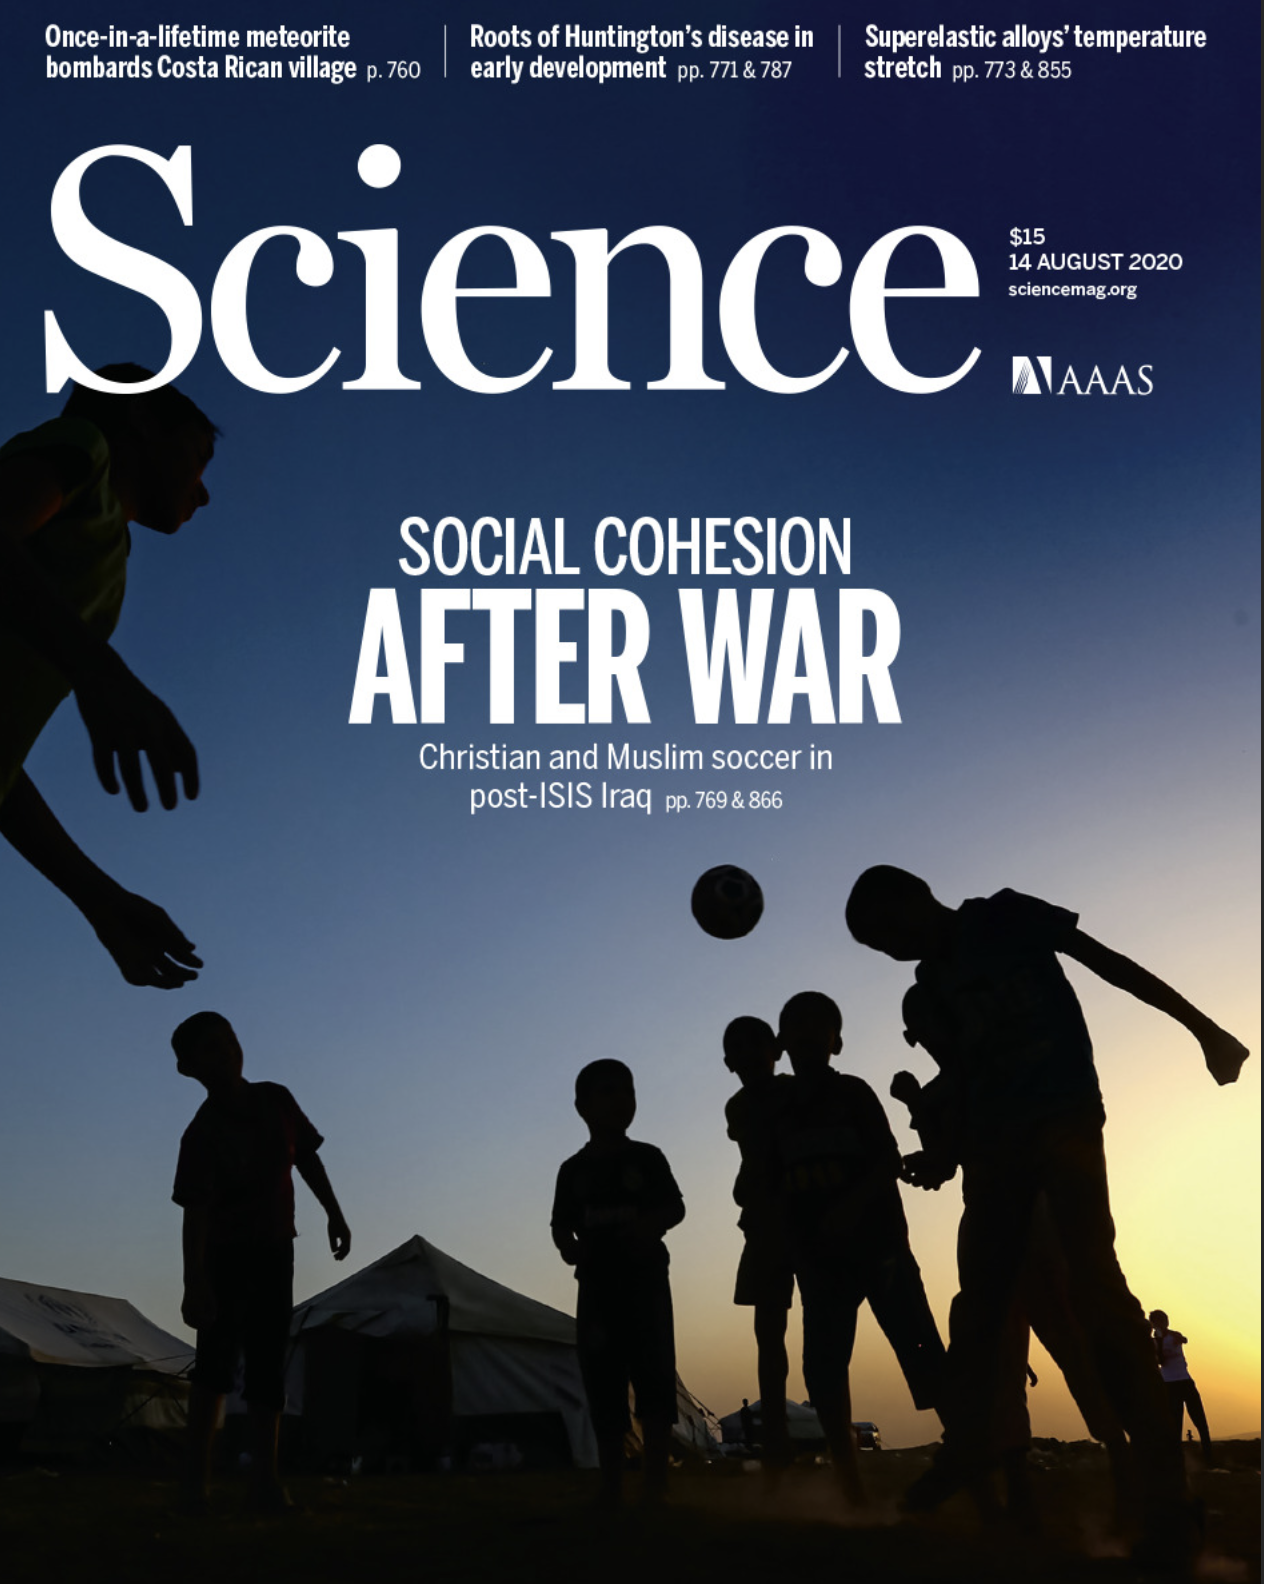 Once-in-a-lifetime meteorite
bombards Costa Rican village p. 760
Roots of Huntington’s disease in
early development pp. 771 & 787
Superelastic alloys’ temperature
stretch pp. 773 & 855
Science
$15
14 AUGUST 2020
sciencemag.org
AAAS
SOCIAL COHESION
AFTER WAR
Christian and Muslim soccer in
post-ISIS Iraq pp. 769 & 866